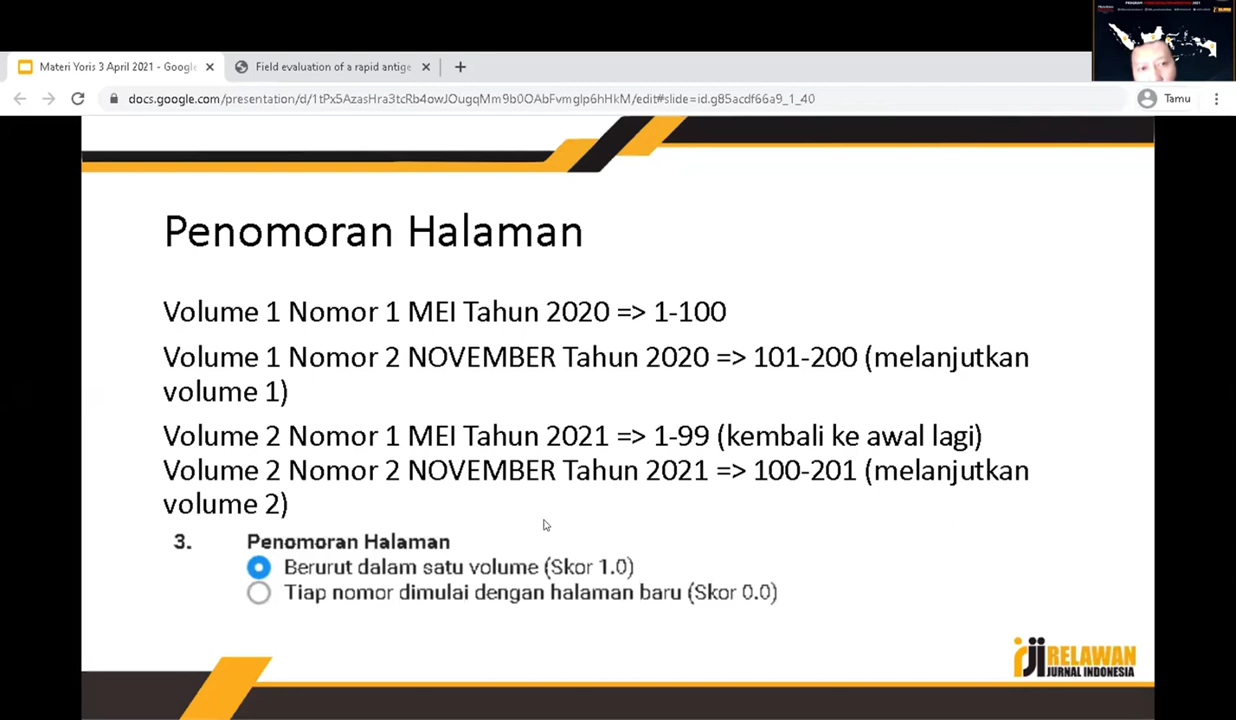 Materi Yoris 3 April 2021 - Google
Field evaluation of a rapid antige
docs.google.com/presentation/d/1tPx5AzasHra3tcRb4owJOugqMm9b0OAbFvmglp6hHkM/edit#slide=id.g85acdf66a9_1_40
Tamu
Penomoran Halaman
Volume 1 Nomor 1 MEI Tahun 2020 => 1-100
Volume 1 Nomor 2 NOVEMBER Tahun 2020 => 101-200 (melanjutkan
volume 1)
Volume 2 Nomor 1 MEI Tahun 2021 => 1-99 (kembali ke awal lagi)
Volume 2 Nomor 2 NOVEMBER Tahun 2021 => 100-201 (melanjutkan
volume 2)
3. Penomoran Halaman
Berurut dalam satu volume (Skor 1.0)
Tiap nomor dimulai dengan halaman baru (Skor 0.0)
rji RELAWAN
JURNAL INDONESIA